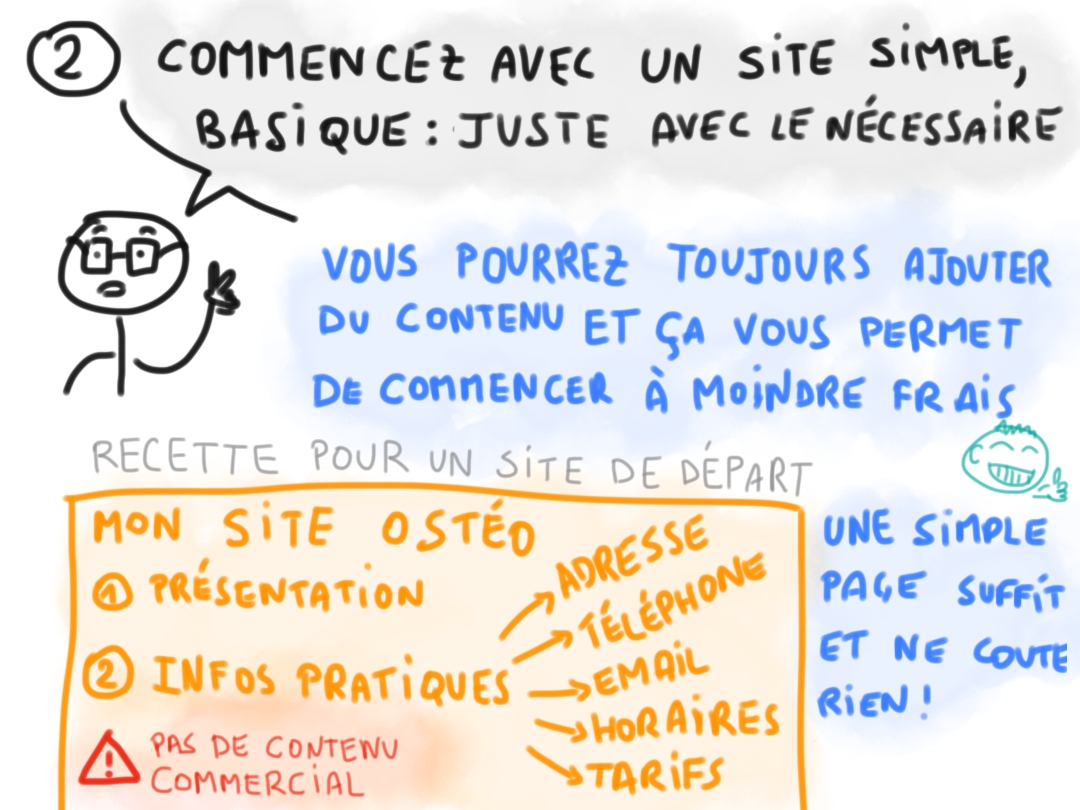 2 COMMENCEZ AVEC UN SiTE SiMPLE,
BASiQUE : JUSTE AVEC LE NÉCESSAiRE
VOUS POURREZ TOUJOURS AJOUTER
DU CONTENU ET ÇA VOUS PERMET
DE COMMENCER À MOiNDRE FRAiS
RECETTE POUR UN SiTE DE DÉPART
MON SiTE OSTÉO
1 PRÉSENTATiON
2 INFOS PRATiQUES
ADRESSE
TÉLÉPHONE
EMAiL
HORAiRES
TARiFS
PAS DE CONTENU
COMMERCiAL
UNE SiMPLE
PAGE SUFFiT
ET NE COUTE
RiEN !